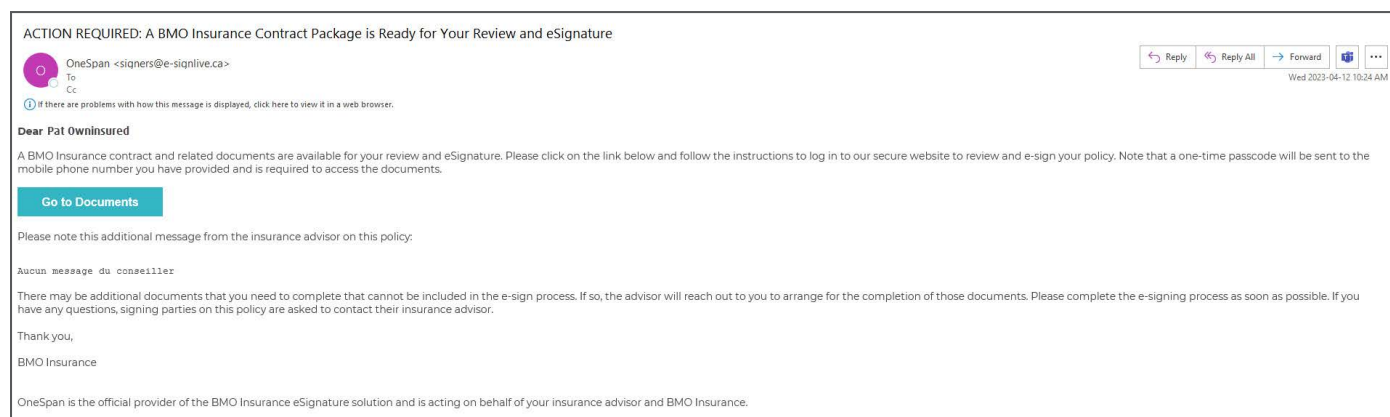 ACTION REQUIRED: A BMO Insurance Contract Package is Ready for Your Review and eSignature
O
OneSpan <signers@e-signlive.ca>
To
Cc
Reply
Reply All
Forward
Wed 2023-04-12 10:24 AM
If there are problems with how this message is displayed, click here to view it in a web browser.
Dear Pat Owninsured
A BMO Insurance contract and related documents are available for your review and eSignature. Please click on the link below and follow the instructions to log in to our secure website to review and e-sign your policy. Note that a one-time passcode will be sent to the
mobile phone number you have provided and is required to access the documents.
Go to Documents
Please note this additional message from the insurance advisor on this policy:
Aucun message du conseiller
There may be additional documents that you need to complete that cannot be included in the e-sign process. If so, the advisor will reach out to you to arrange for the completion of those documents. Please complete the e-signing process as soon as possible. If you
have any questions, signing parties on this policy are asked to contact their insurance advisor.
Thank you,
BMO Insurance
OneSpan is the official provider of the BMO Insurance eSignature solution and is acting on behalf of your insurance advisor and BMO Insurance.